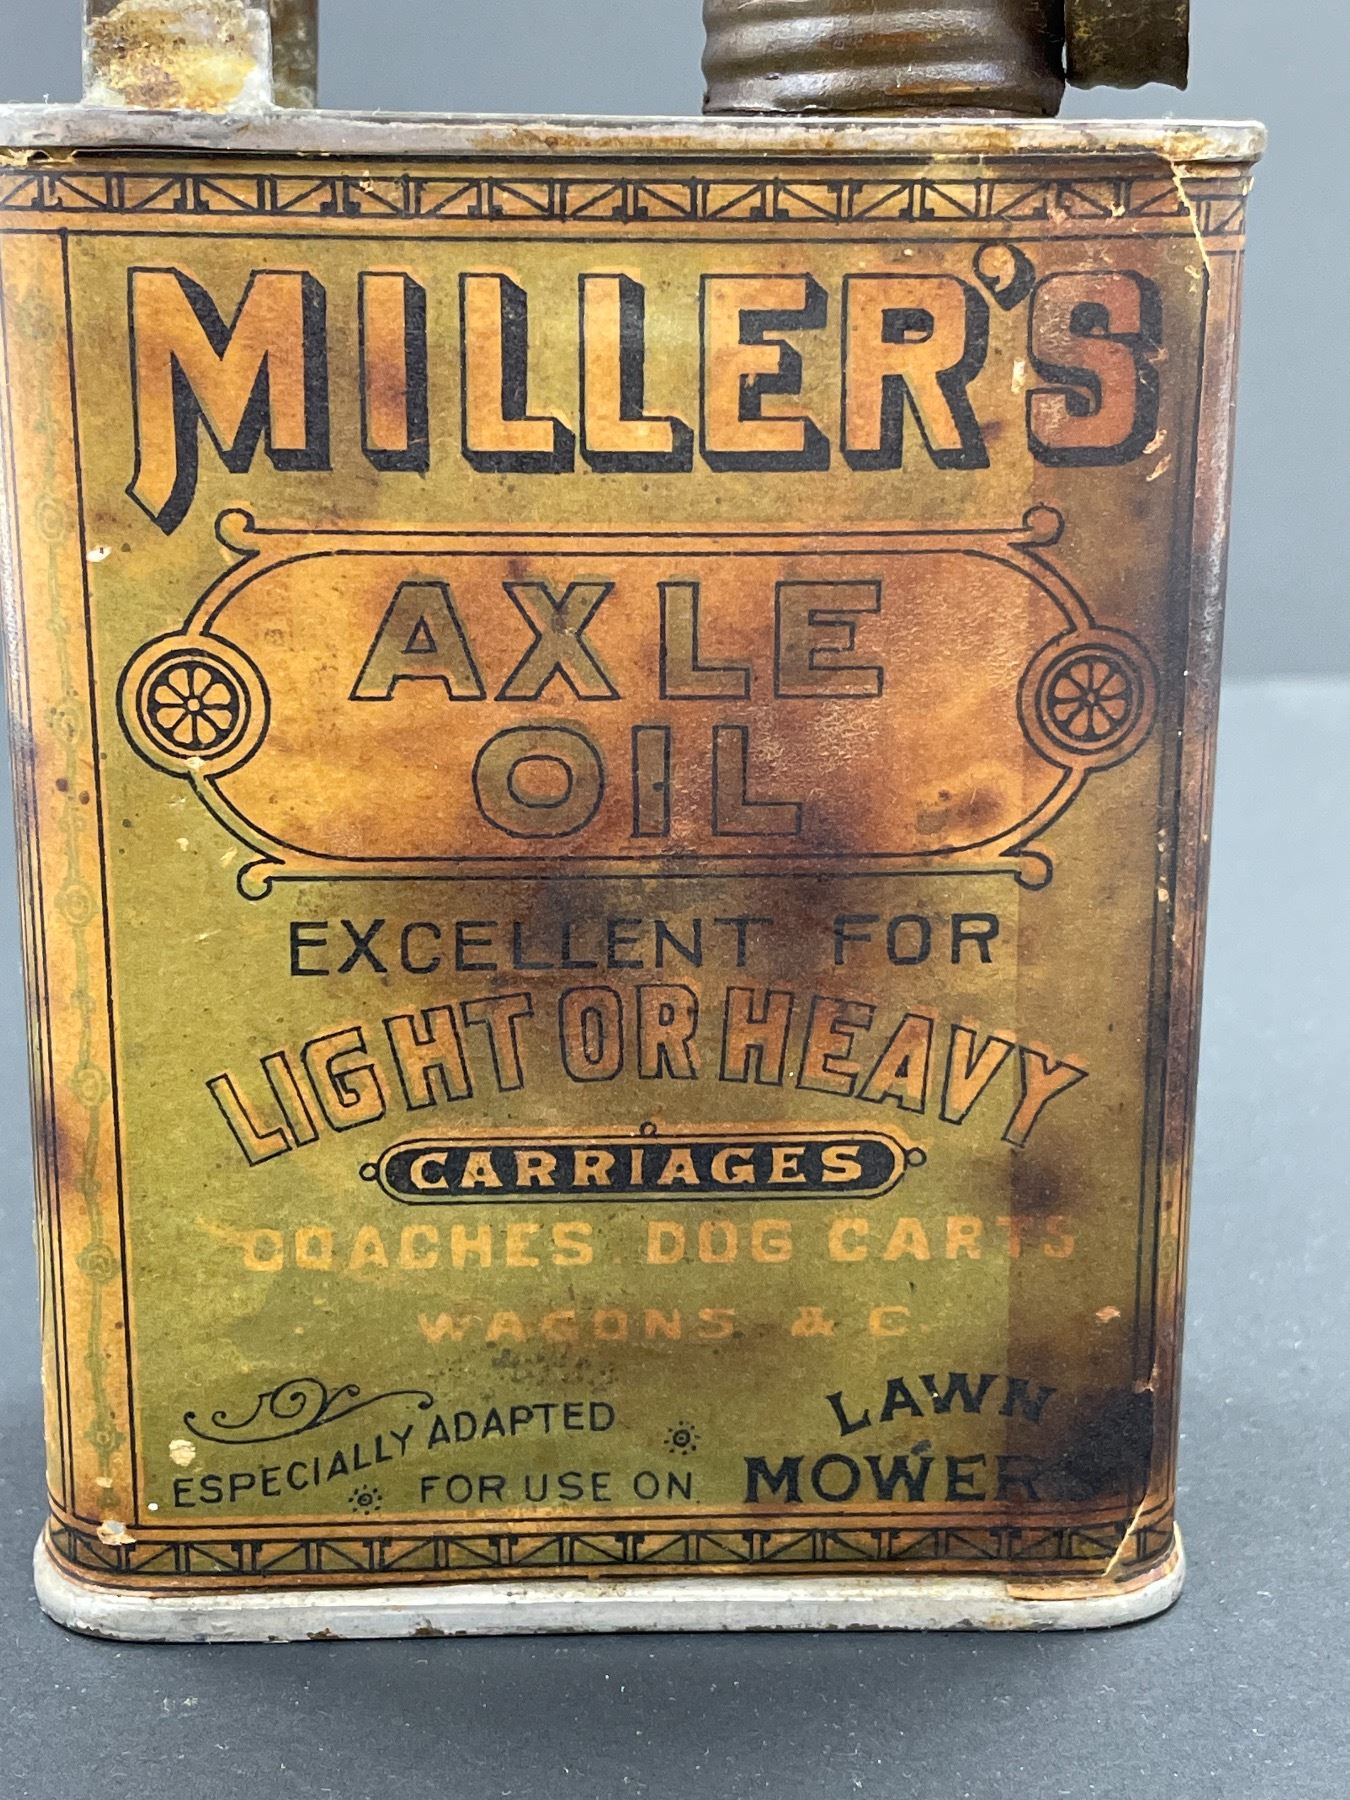 MILLER'S
AXLE
OIL
EXCELLENT FOR
LIGHT OR HEAVY
CARRIAGES
COACHES. DOG CARTS
WAGONS. & C.
ESPECIALLY ADAPTED
FOR USE ON
LAWN
MOWERS